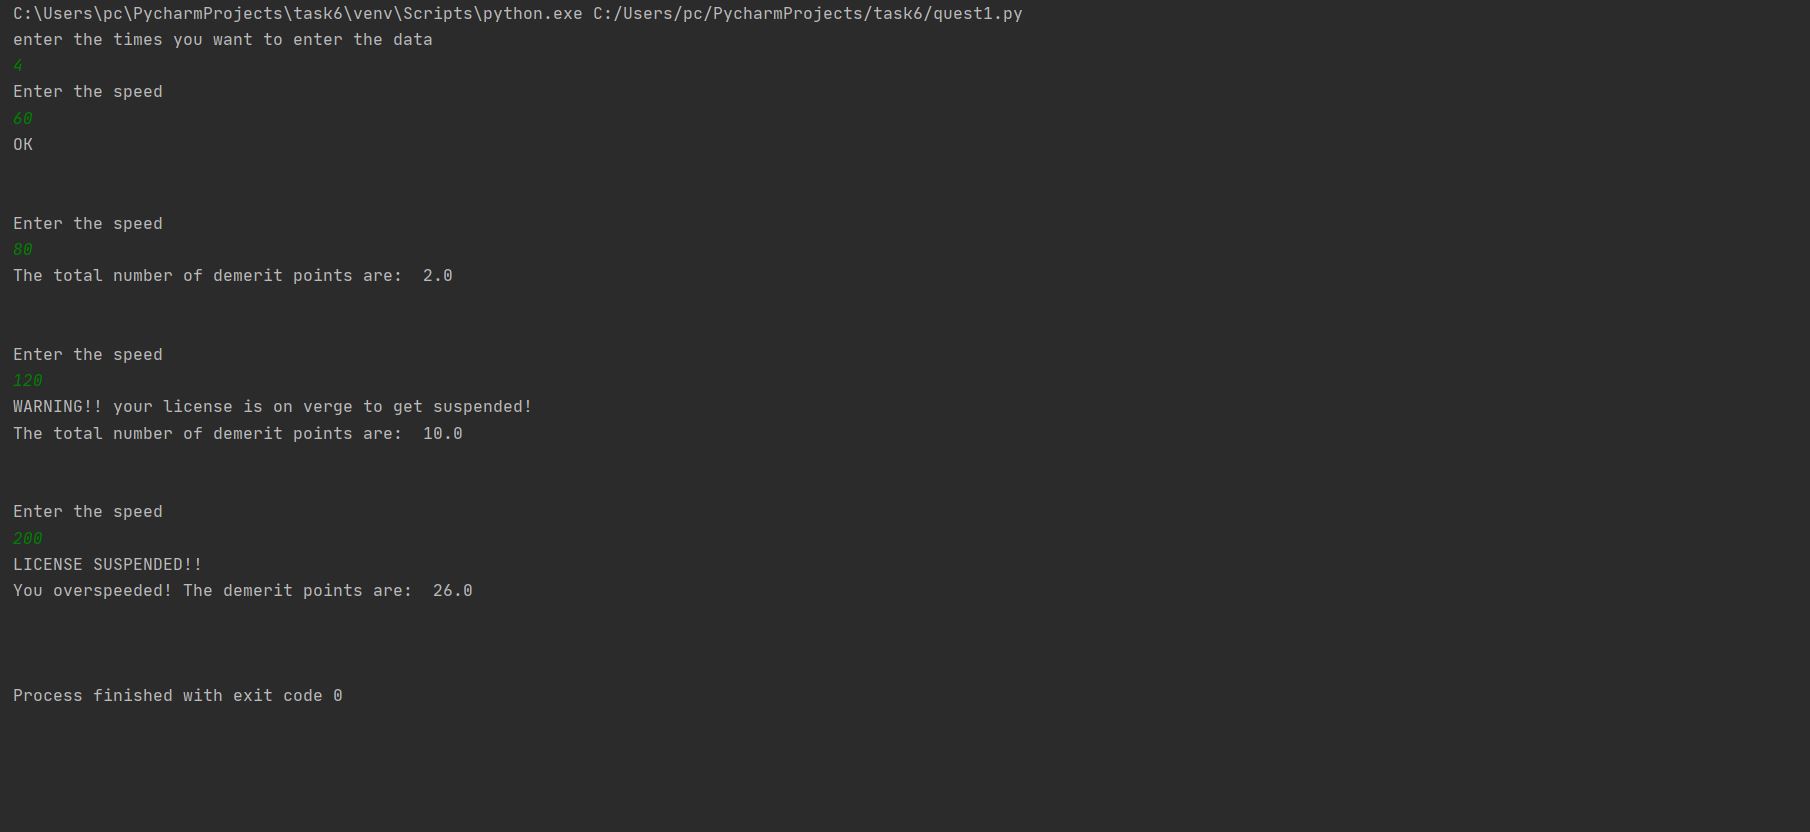 C:\Users\pc\PycharmProjects\task6\venv\Scripts\python.exe C:/Users/pc/PycharmProjects/task6/quest1.py
enter the times you want to enter the data
4
Enter the speed
60
OK
Enter the speed
80
The total number of demerit points are:  2.0
Enter the speed
120
WARNING!! your license is on verge to get suspended!
The total number of demerit points are:  10.0
Enter the speed
200
LICENSE SUSPENDED!!
You overspeeded! The demerit points are:  26.0
Process finished with exit code 0